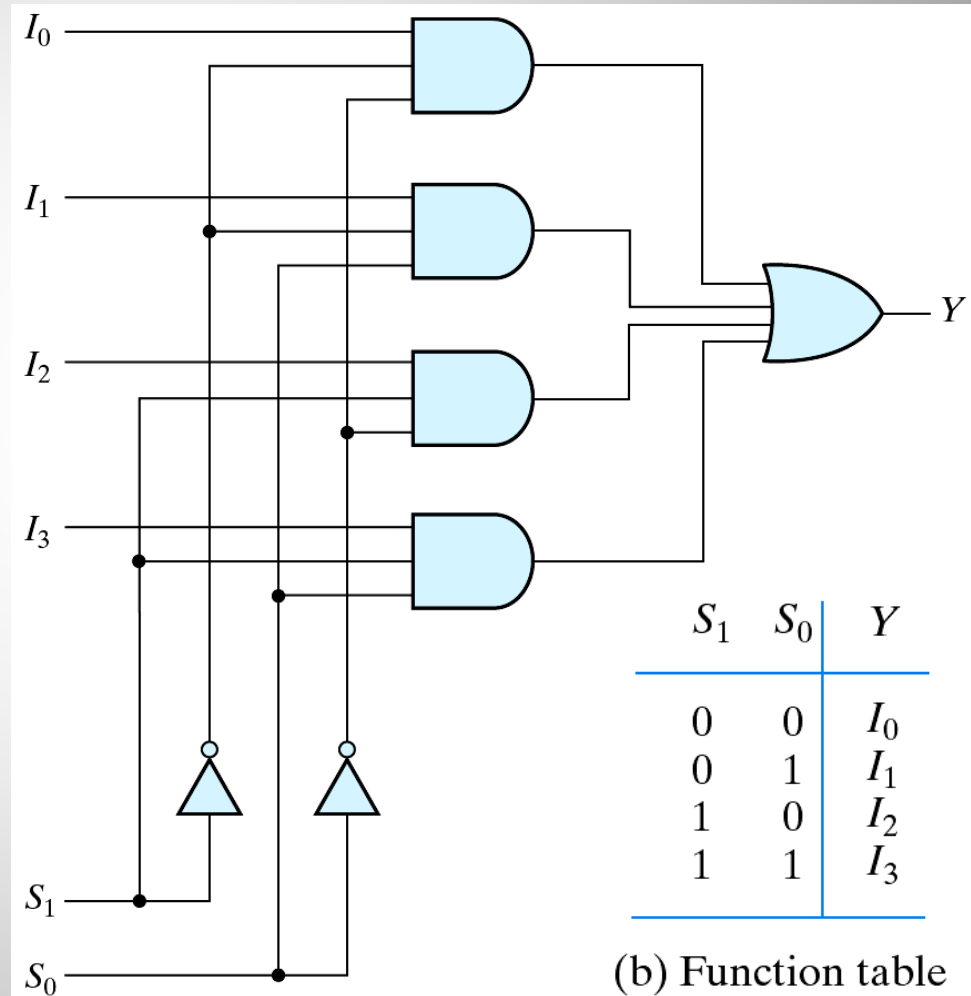 I₀
I₁
Y
I₂
I₃
S₁ S₀ Y
0 0 I₀
0 1 I₁
1 0 I₂
1 1 I₃
S₁
S₀
(b) Function table